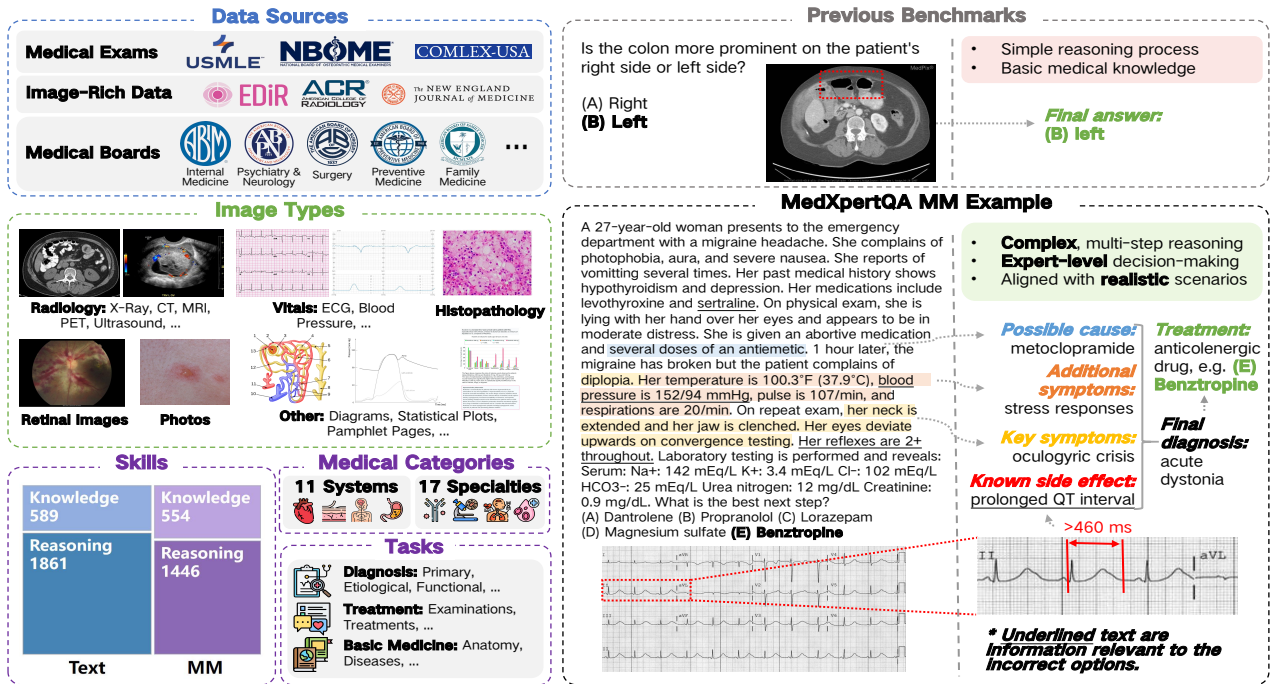 Data Sources
Medical Exams
USMLE
NBOME
NATIONAL BOARD OF OSTEOPATHIC MEDICAL EXAMINERS
COMLEX-USA
Image-Rich Data
EDiR
ACR
AMERICAN COLLEGE OF
RADIOLOGY
The NEW ENGLAND
JOURNAL of MEDICINE
Medical Boards
ABIM
ABPN
Internal
Medicine
Psychiatry &
Neurology
Surgery
Preventive
Medicine
Family
Medicine
...
Image Types
Radiology: X-Ray, CT, MRI,
PET, Ultrasound, ...
Vitals: ECG, Blood
Pressure, ...
Histopathology
Retinal Images
Photos
Other: Diagrams, Statistical Plots,
Pamphlet Pages, ...
Skills
Knowledge
589
Reasoning
1861
Text
Knowledge
554
Reasoning
1446
MM
Medical Categories
11 Systems
17 Specialties
Tasks
Diagnosis: Primary,
Etiological, Functional, ...
Treatment: Examinations,
Treatments, ...
Basic Medicine: Anatomy,
Diseases, ...
Previous Benchmarks
Is the colon more prominent on the patient's
right side or left side?
(A) Right
(B) Left
• Simple reasoning process
• Basic medical knowledge
Final answer:
(B) left
MedXpertQA MM Example
A 27-year-old woman presents to the emergency
department with a migraine headache. She complains of
photophobia, aura, and severe nausea. She reports of
vomiting several times. Her past medical history shows
hypothyroidism and depression. Her medications include
levothyroxine and sertraline. On physical exam, she is
lying with her hand over her eyes and appears to be in
moderate distress. She is given an abortive medication
and several doses of an antiemetic. 1 hour later, the
migraine has broken but the patient complains of
diplopia. Her temperature is 100.3°F (37.9°C), blood
pressure is 152/94 mmHg, pulse is 107/min, and
respirations are 20/min. On repeat exam, her neck is
extended and her jaw is clenched. Her eyes deviate
upwards on convergence testing. Her reflexes are 2+
throughout. Laboratory testing is performed and reveals:
Serum: Na+: 142 mEq/L K+: 3.4 mEq/L Cl-: 102 mEq/L
HCO3-: 25 mEq/L Urea nitrogen: 12 mg/dL Creatinine:
0.9 mg/dL. What is the best next step?
(A) Dantrolene (B) Propranolol (C) Lorazepam
(D) Magnesium sulfate (E) Benztropine
• Complex, multi-step reasoning
• Expert-level decision-making
• Aligned with realistic scenarios
Possible cause:
metoclopramide
Additional
symptoms:
stress responses
Key symptoms:
oculogyric crisis
Known side effect:
prolonged QT interval
Treatment:
anticolenergic
drug, e.g. (E)
Benztropine
Final
diagnosis:
acute
dystonia
>460 ms
II
aVL
* Underlined text are
information relevant to the
incorrect options.